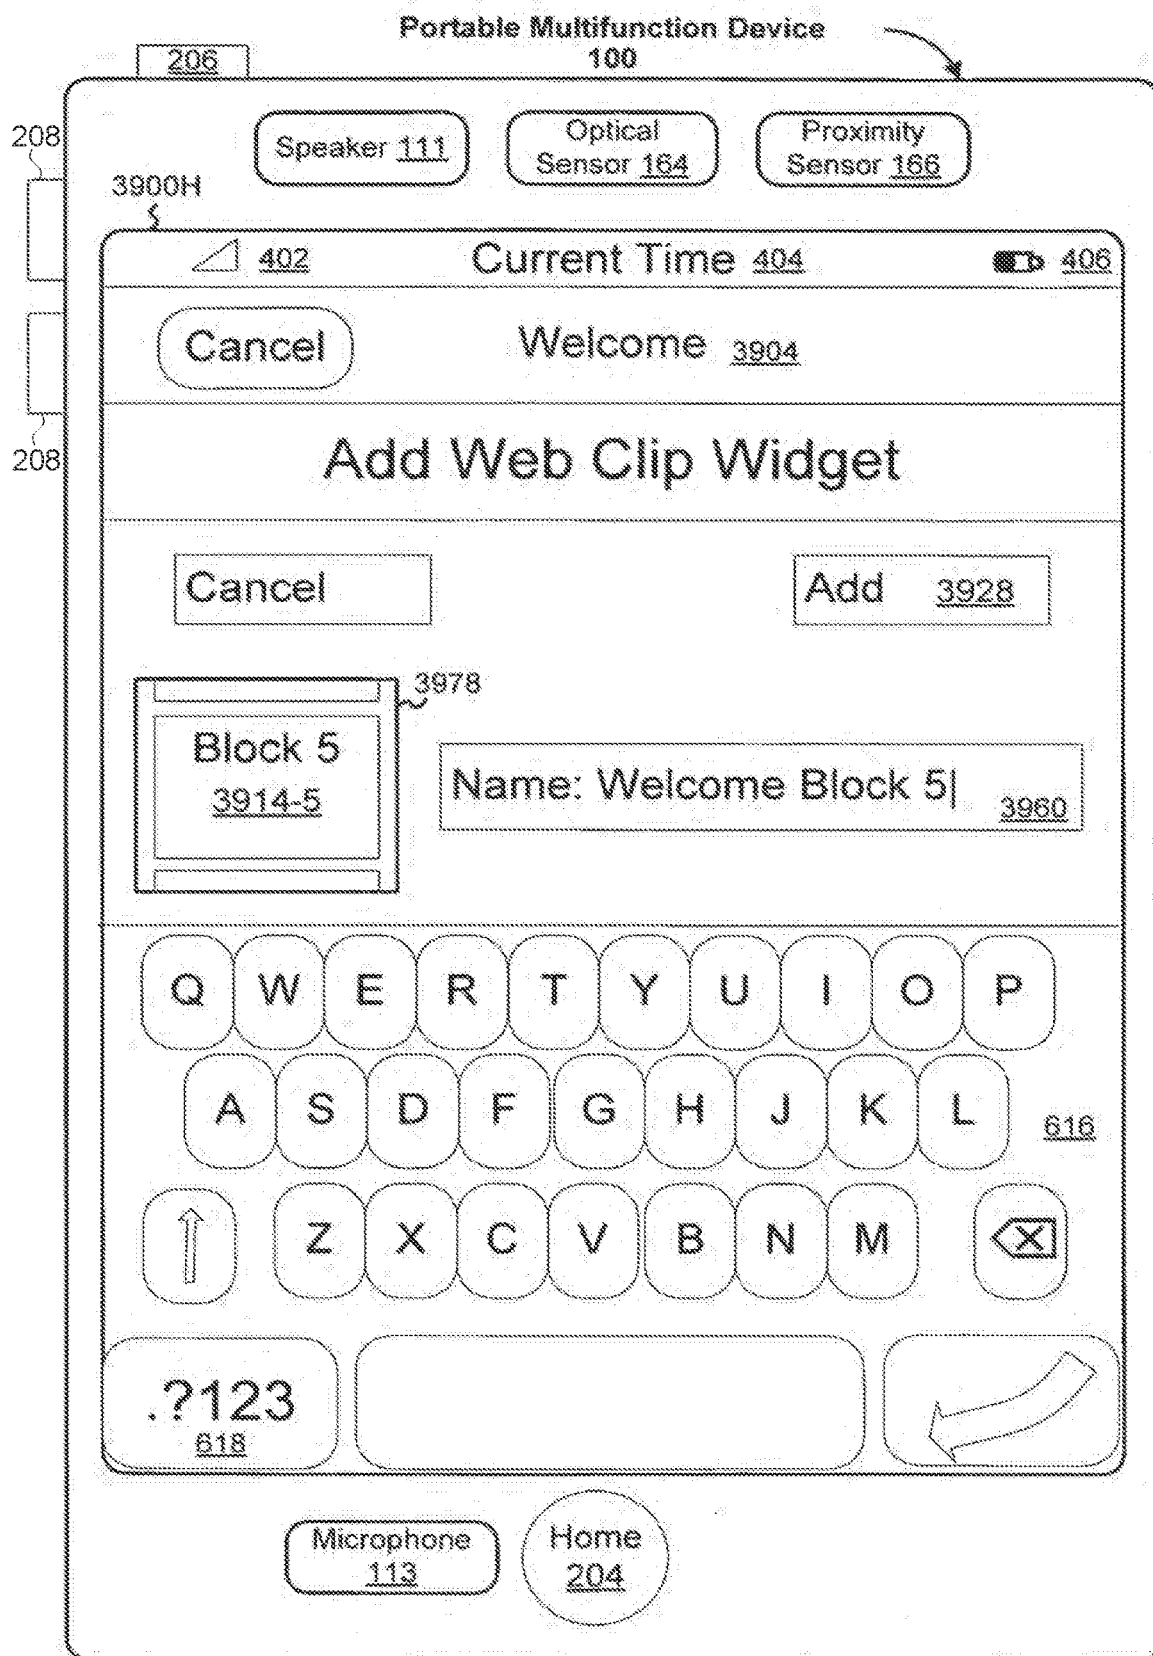 Portable Multifunction Device
100
206
208
Speaker 111
Optical
Sensor 164
Proximity
Sensor 166
3900H
402
Current Time 404
406
Cancel
Welcome 3904
208
Add Web Clip Widget
Cancel
Add 3928
3978
Block 5
3914-5
Name: Welcome Block 5|
3960
Q W E R T Y U I O P
A S D F G H J K L
616
Z X C V B N M
X
.?123
618
Microphone
113
Home
204